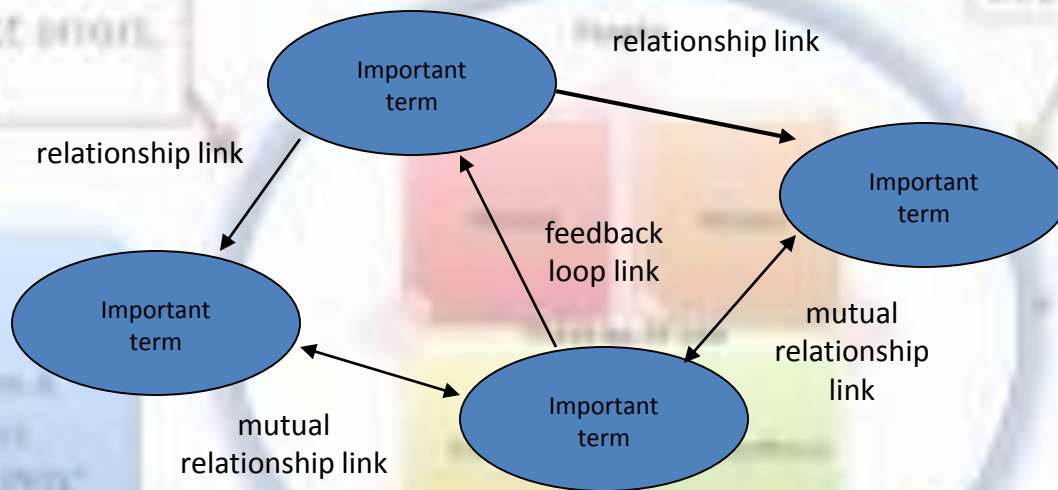 relationship link
Important
term
relationship link
Important
term
feedback
loop link
Important
term
mutual
relationship
link
Important
term
mutual
relationship link